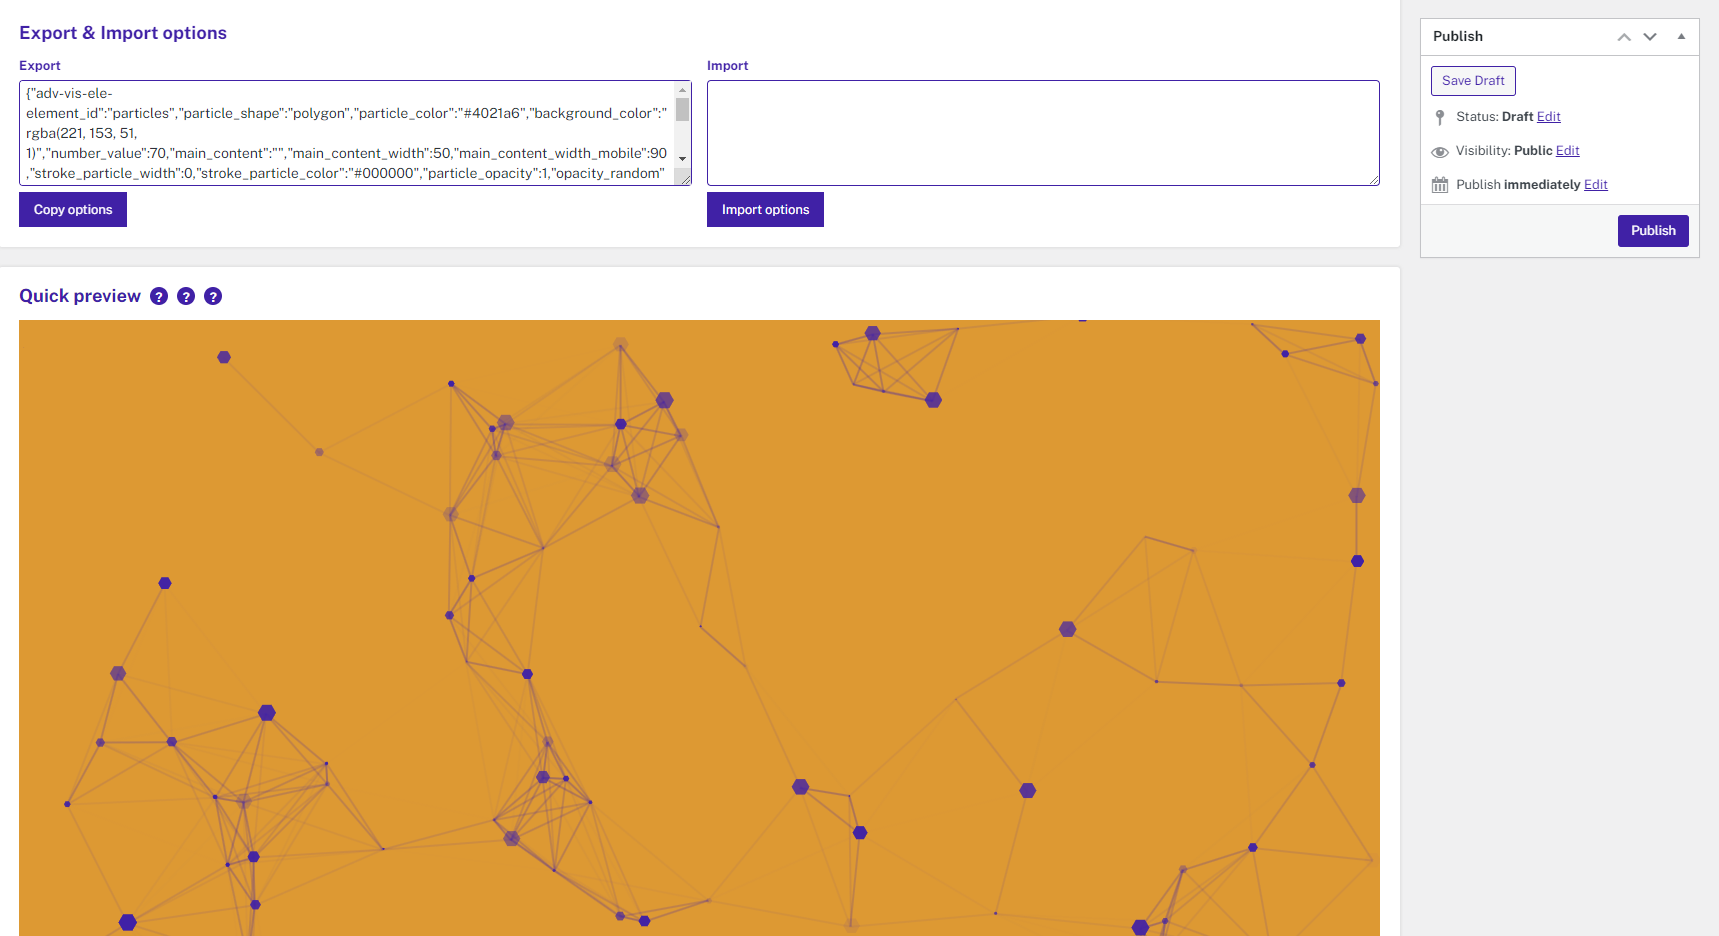 Export & Import options
Export
{"adv-vis-ele-
element_id":"particles","particle_shape":"polygon","particle_color":"#4021a6","background_color":"
rgba(221, 153, 51,
1)","number_value":70,"main_content":"","main_content_width":50,"main_content_width_mobile":90
,"stroke_particle_width":0,"stroke_particle_color":"#000000","particle_opacity":1,"opacity_random"
Copy options
Import
Import options
Quick preview ? ? ?
Publish
Save Draft
Status: Draft Edit
Visibility: Public Edit
Publish immediately Edit
Publish